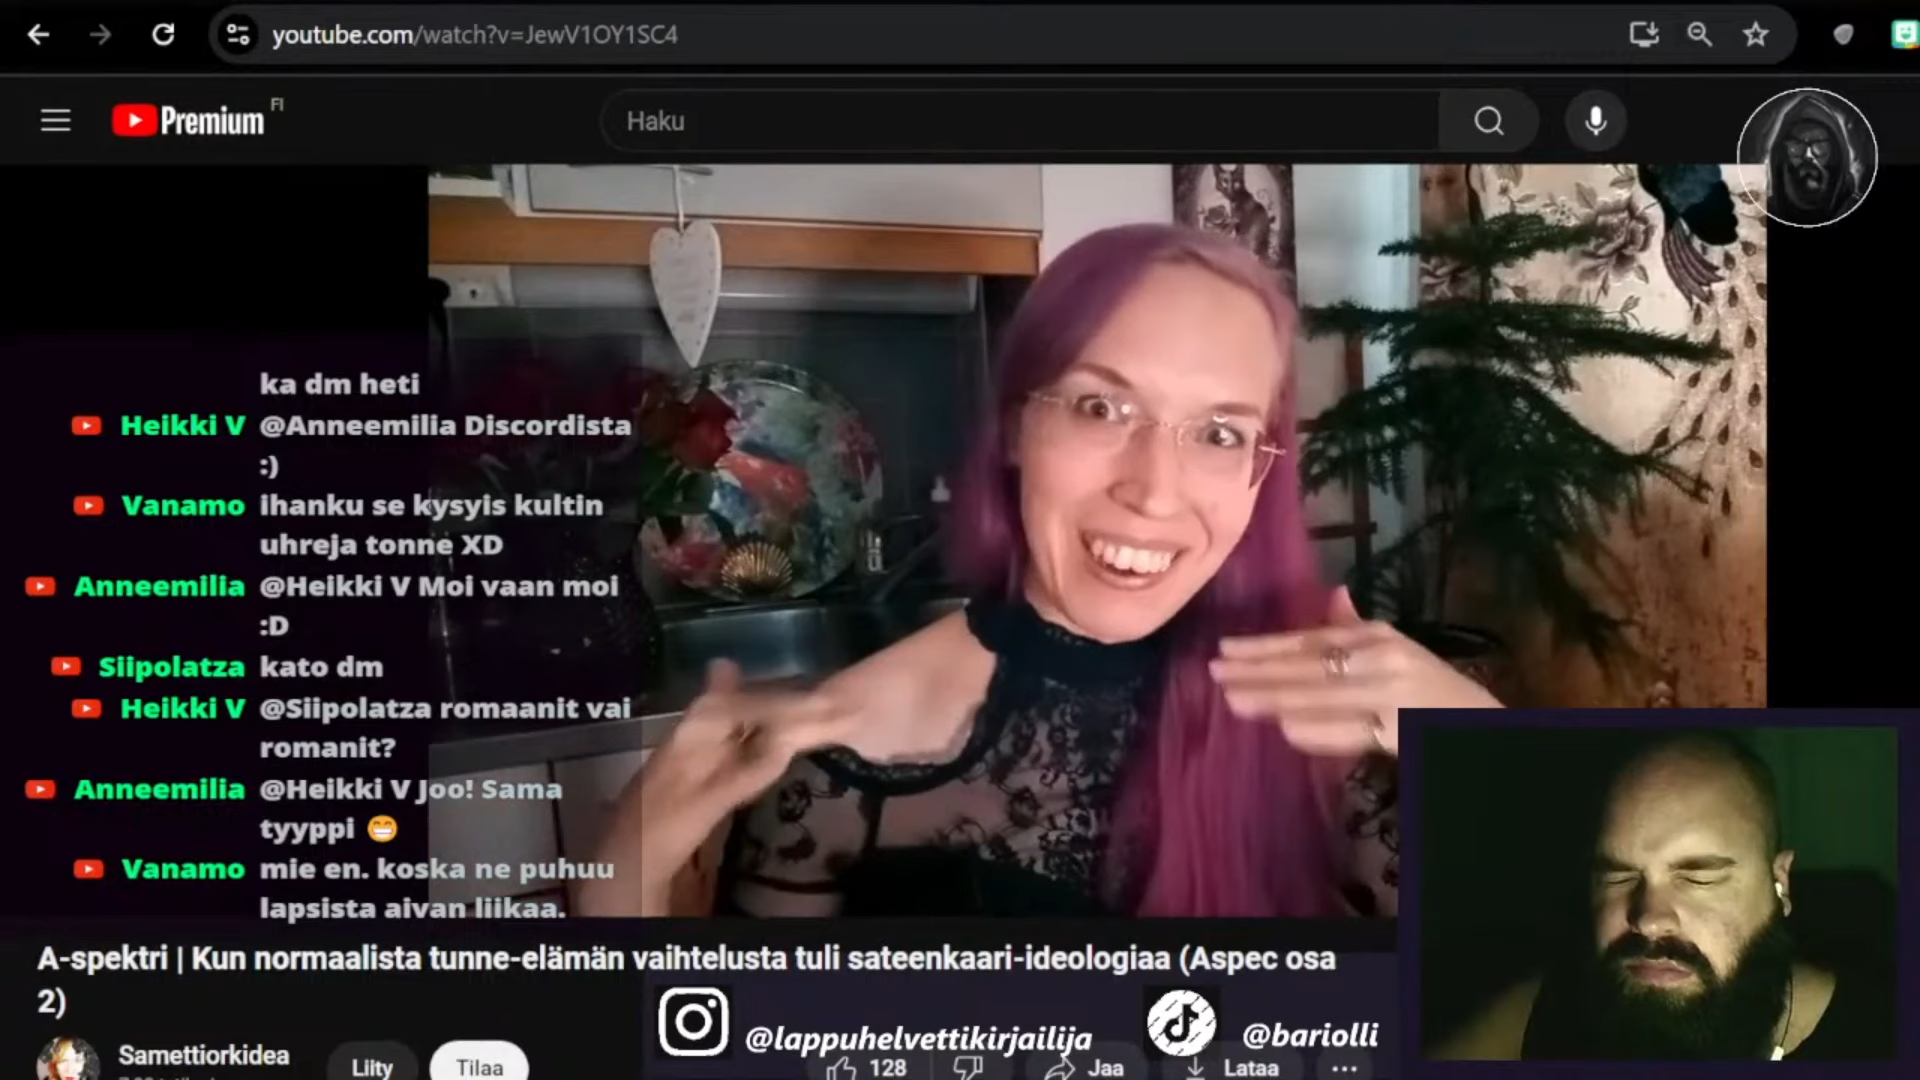 youtube.com/watch?v=JewV1OY1SC4
Premium FI
Haku
ka dm heti
Heikki V @Anneemilia Discordista
:)
Vanamo ihanku se kysyis kultin
uhreja tonne XD
Anneemilia @Heikki V Moi vaan moi
:D
Siipolatza kato dm
Heikki V @Siipolatza romaanit vai
romanit?
Anneemilia @Heikki V Joo! Sama
tyyppi 😁
Vanamo mie en. koska ne puhuu
lapsista aivan liikaa.
A-spektri | Kun normaalista tunne-elämän vaihtelusta tuli sateenkaari-ideologiaa (Aspec osa
2)
@lappuhelvettikirjailija
@bariolli
Samettiorkidea
Liity
Tilaa
128
Jaa
Lataa